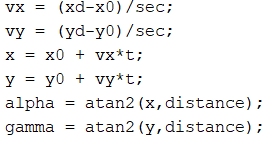 vx = (xd-x0)/sec;
vy = (yd-y0)/sec;
x = x0 + vx*t;
y = y0 + vy*t;
alpha = atan2(x,distance);
gamma = atan2(y,distance);